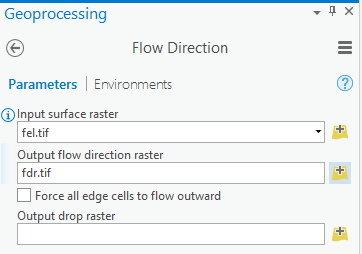 Geoprocessing
Flow Direction
Parameters | Environments
Input surface raster
fel.tif
Output flow direction raster
fdr.tif
Force all edge cells to flow outward
Output drop raster